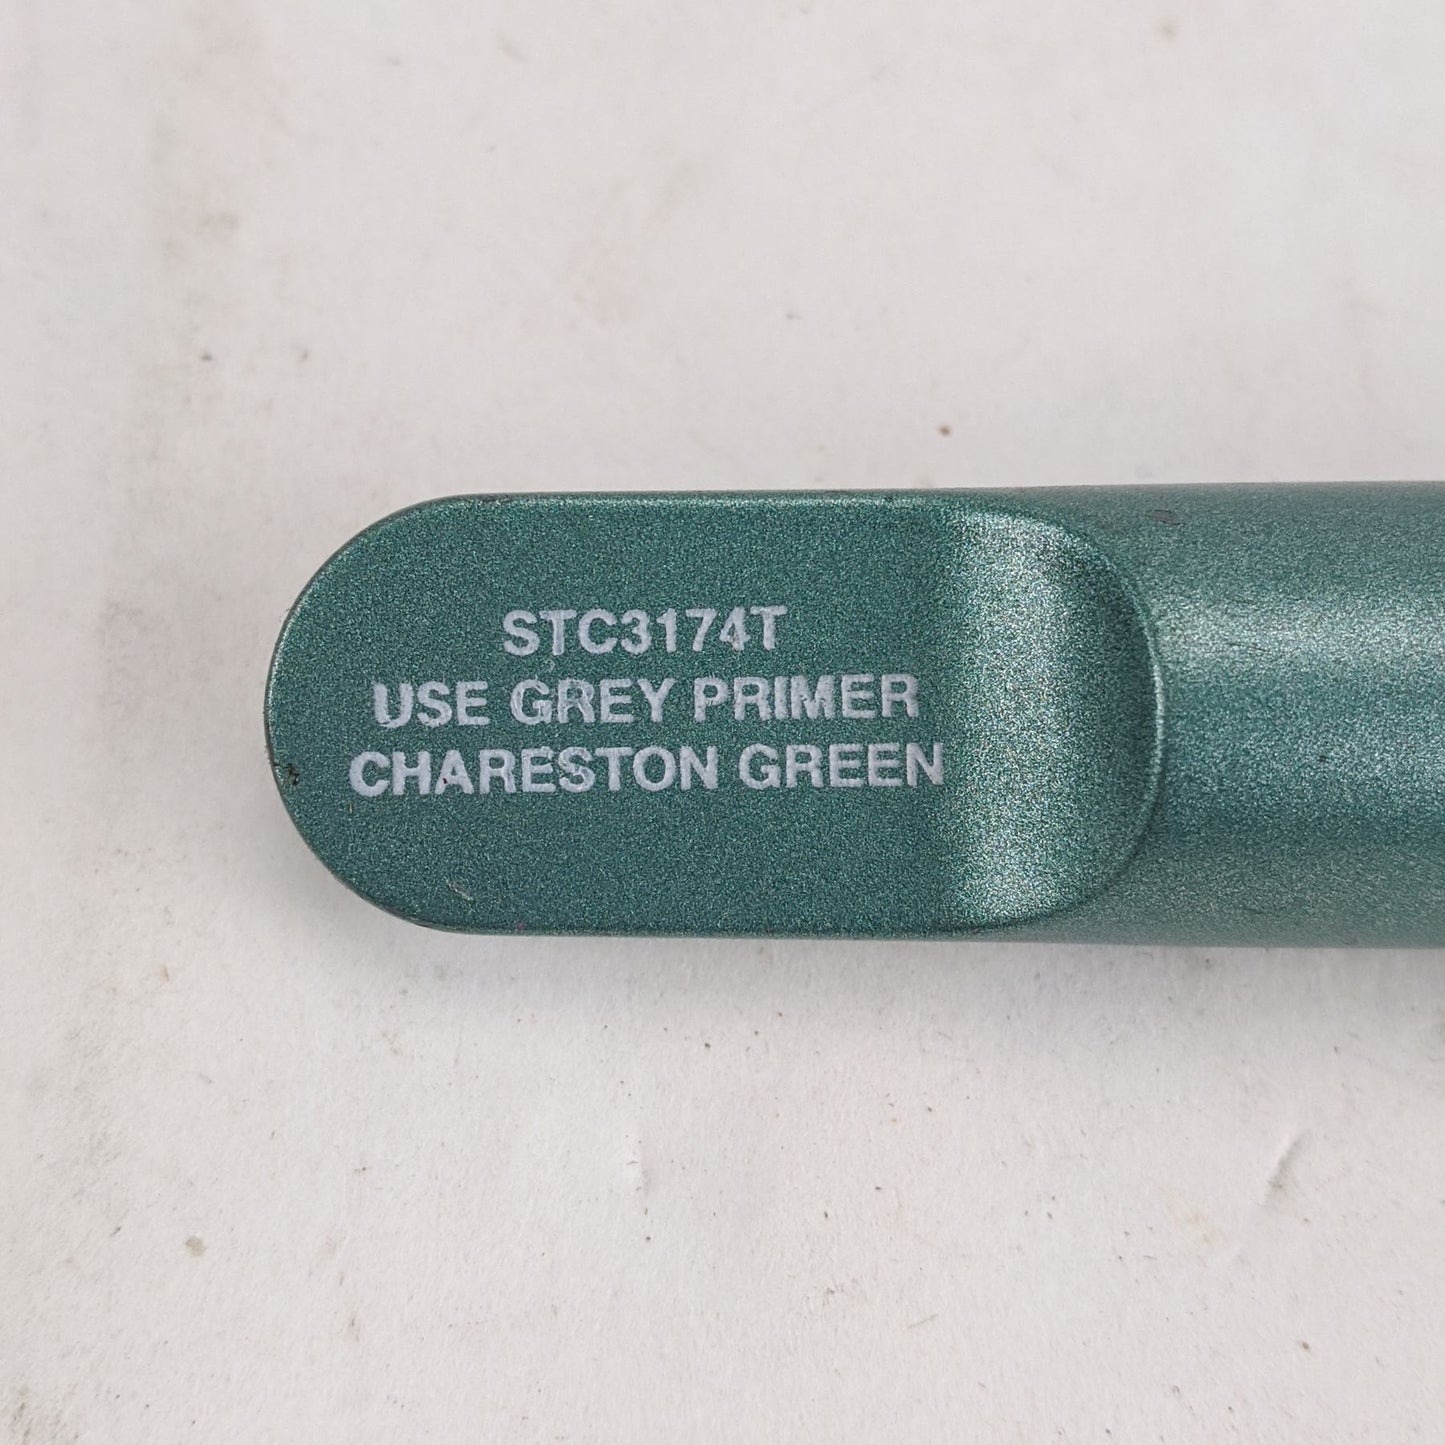 STC3174T
USE GREY PRIMER
CHARESTON GREEN